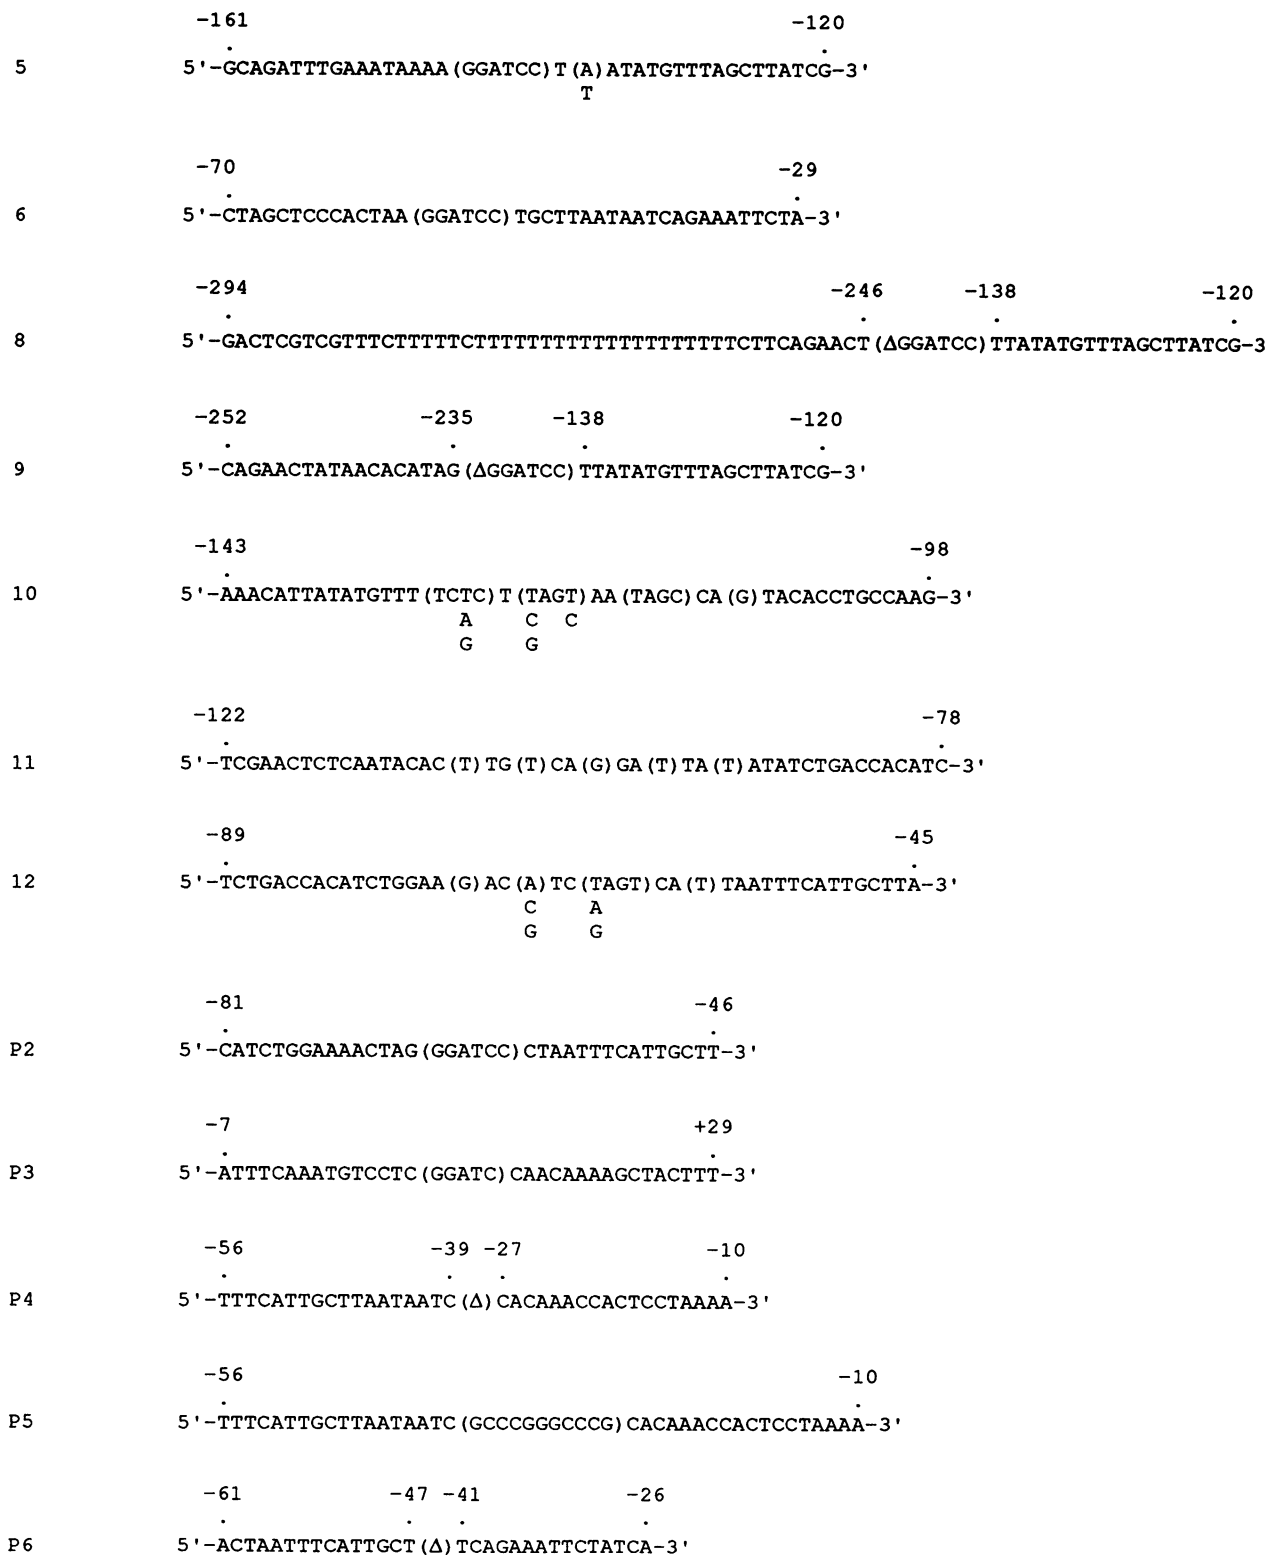 -161 -120
5 5'-GCAGATTTGAAATAAAA(GGATCC)T(A)ATATGTTTAGCTTATCG-3'
T
-70 -29
6 5'-CTAGCTCCCACTAA(GGATCC)TGCTTAATAATCAGAAATTCTA-3'
-294 -246 -138 -120
8 5'-GACTCGTCGTTTCTTTTTCTTTTTTTTTTTTTTTTTTTTCTTCAGAACT(ΔGGATCC)TTATATGTTTAGCTTATCG-3
-252 -235 -138 -120
9 5'-CAGAACTATAACACATAG(ΔGGATCC)TTATATGTTTAGCTTATCG-3'
-143 -98
10 5'-AAACATTATATGTTT(TCTC)T(TAGT)AA(TAGC)CA(G)TACACCTGCCAAG-3'
A C C
G G
-122 -78
11 5'-TCGAACTCTCAATACAC(T)TG(T)CA(G)GA(T)TA(T)ATATCTGACCACATC-3'
-89 -45
12 5'-TCTGACCACATCTGGAA(G)AC(A)TC(TAGT)CA(T)TAATTTCATTGCTTA-3'
C A
G G
-81 -46
P2 5'-CATCTGGAAAACTAG(GGATCC)CTAATTTCATTGCTT-3'
-7 +29
P3 5'-ATTTCAAATGTCCTC(GGATC)CAACAAAAGCTACTTT-3'
-56 -39 -27 -10
P4 5'-TTTCATTGCTTAATAATC(Δ)CACAAACCACTCCTAAAA-3'
-56 -10
P5 5'-TTTCATTGCTTAATAATC(GCCCGGGCCCG)CACAAACCACTCCTAAAA-3'
-61 -47 -41 -26
P6 5'-ACTAATTTCATTGCT(Δ)TCAGAAATTCTATCA-3'